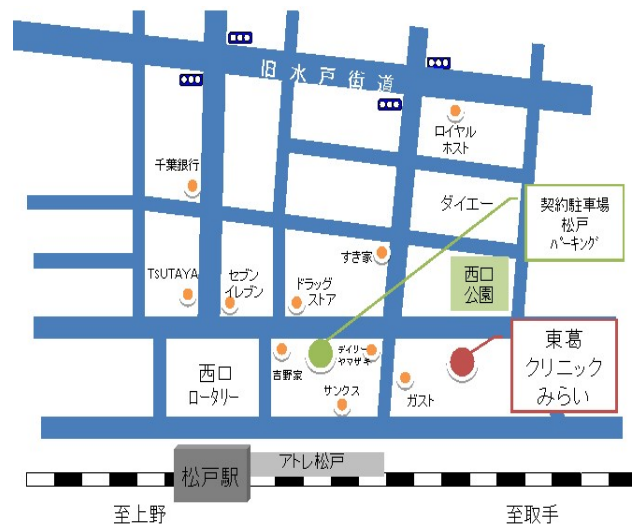 旧水戸街道
ロイヤル
ホスト
千葉銀行
ダイエー
契約駐車場
松戸
パーキング
すき家
TSUTAYA
セブン
イレブン
ドラッグ
ストア
西口
公園
東葛
クリニック
みらい
西口
ロータリー
吉野家
デイリー
ヤマザキ
サンクス
ガスト
松戸駅
アトレ松戸
至上野
至取手